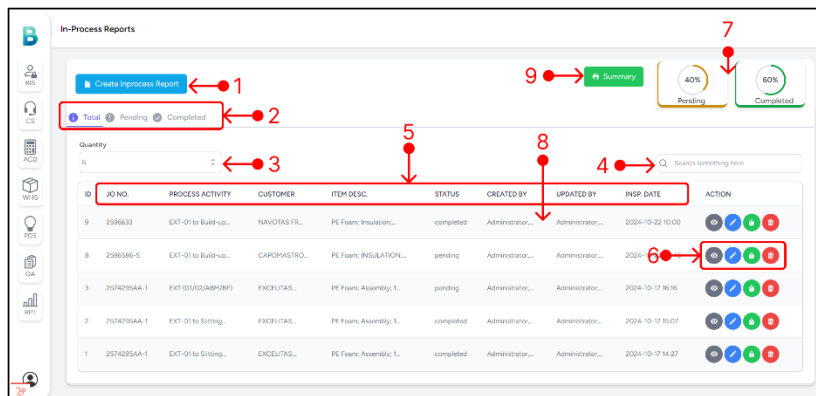 In-Process Reports
B
BIS
CS
ACD
WHS
PDS
QA
RPT
Create Inprocess Report
1
9
Summary
40%
Pending
7
60%
Completed
Total Pending Completed
2
Quantity
5
3
5
8
4
Search something here
ID JO NO. PROCESS ACTIVITY CUSTOMER ITEM DESC. STATUS CREATED BY UPDATED BY INSP. DATE ACTION
9 2596633 EXT-01 to Build-up... NAVOTAS FR... PE Foam; Insulation;... completed Administrator,... Administrator,... 2024-10-22 10:00
8 2596586-5 EXT-01 to Build-up... CAPOMASTRO... PE Foam; INSULATION;... pending Administrator,... Administrator,...
6
3 2574295AA-1 EXT (01/02/ABM/BF) EXCELITAS... PE Foam; Assembly; 1... pending Administrator,... Administrator,... 2024-10-17 16:16
2 2574295AA-1 EXT-01 to Slitting... EXCELITAS... PE Foam; Assembly; 1... completed Administrator,... Administrator,... 2024-10-17 15:07
1 2574295AA-1 EXT-01 to Slitting... EXCELITAS... PE Foam; Assembly; 1... completed Administrator,... Administrator,... 2024-10-17 14:27